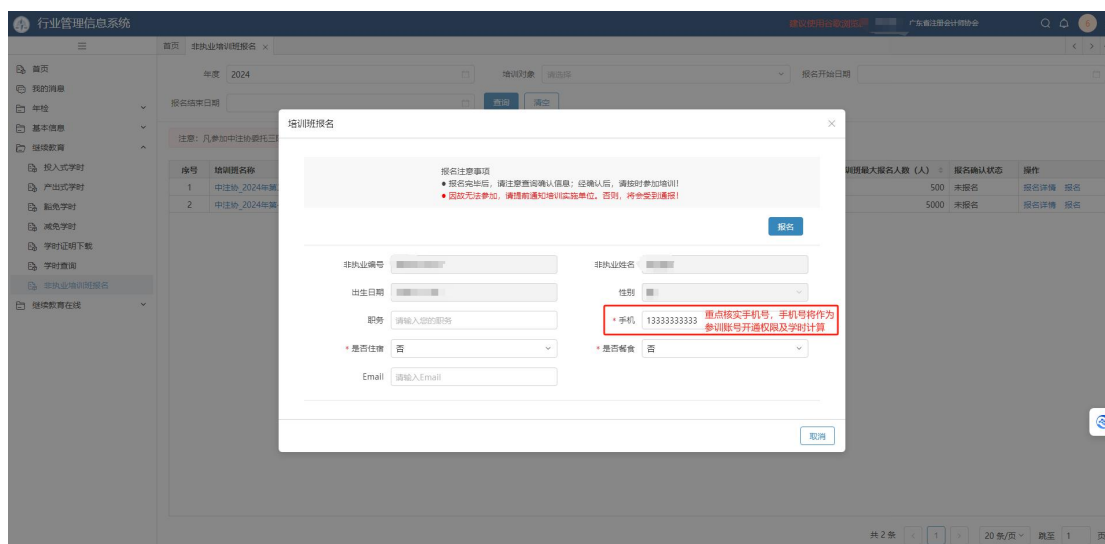 行业管理信息系统
建议使用谷歌浏览器
广东省注册会计师协会
首页 非执业培训班报名 ×
首页
我的消息
年检
基本信息
继续教育
投入式学时
产出式学时
豁免学时
减免学时
学时证明下载
学时查询
非执业培训班报名
继续教育在线
年度 2024 培训对象 请选择 报名开始日期
报名结束日期 查询 清空
注意：凡参加中注协委托三
序号 培训班名称 训班最大报名人数（人） 报名确认状态 操作
1 中注协_2024年第 500 未报名 报名详情 报名
2 中注协_2024年第 5000 未报名 报名详情 报名
培训班报名 ×
报名注意事项
● 报名完毕后，请注意查询确认信息；经确认后，请按时参加培训！
● 因故无法参加，请提前通知培训实施单位。否则，将会受到通报！
报名
非执业编号 非执业姓名
出生日期 性别
职务 请输入您的职务 * 手机 13333333333
重点核实手机号，手机号将作为
参训账号开通权限及学时计算
* 是否住宿 否 * 是否餐食 否
Email 请输入Email
取消
共 2 条 1 20 条/页 跳至 1 页